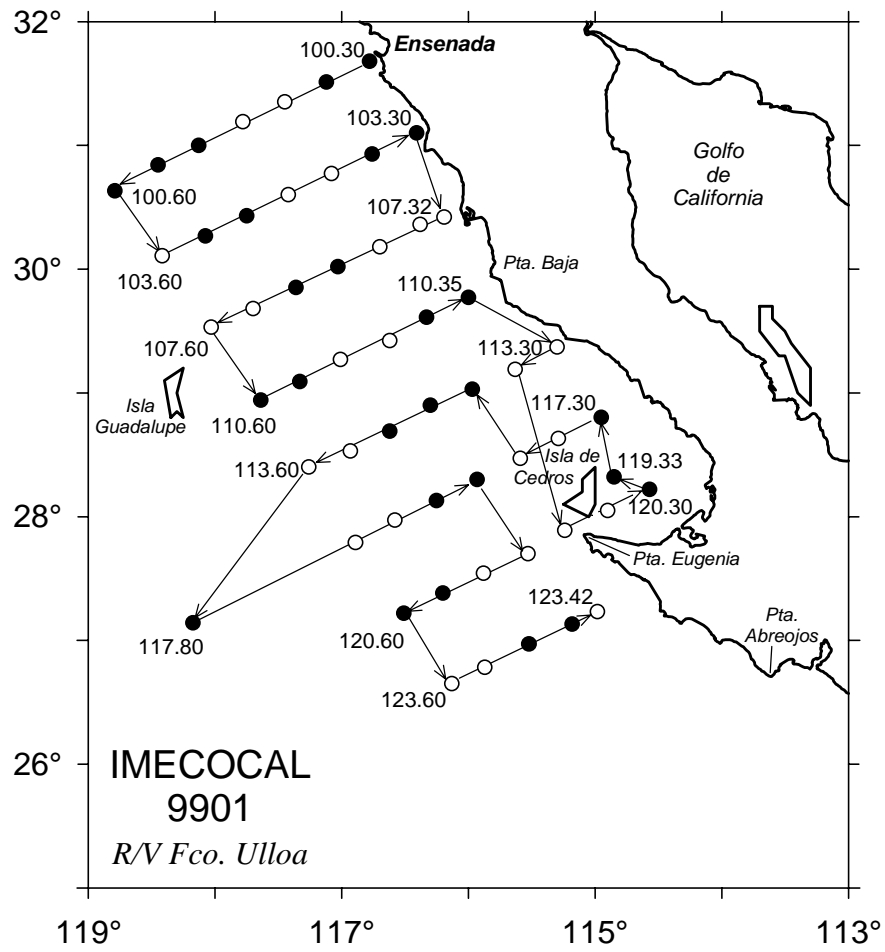 32°
30°
28°
26°
119°
117°
115°
113°
Ensenada
100.30
103.30
100.60
107.32
103.60
Golfo
de
California
Pta. Baja
110.35
107.60
113.30
Isla
Guadalupe
110.60
117.30
113.60
Isla de
Cedros
119.33
120.30
Pta. Eugenia
117.80
120.60
123.42
Pta.
Abreojos
123.60
IMECOCAL
9901
R/V Fco. Ulloa